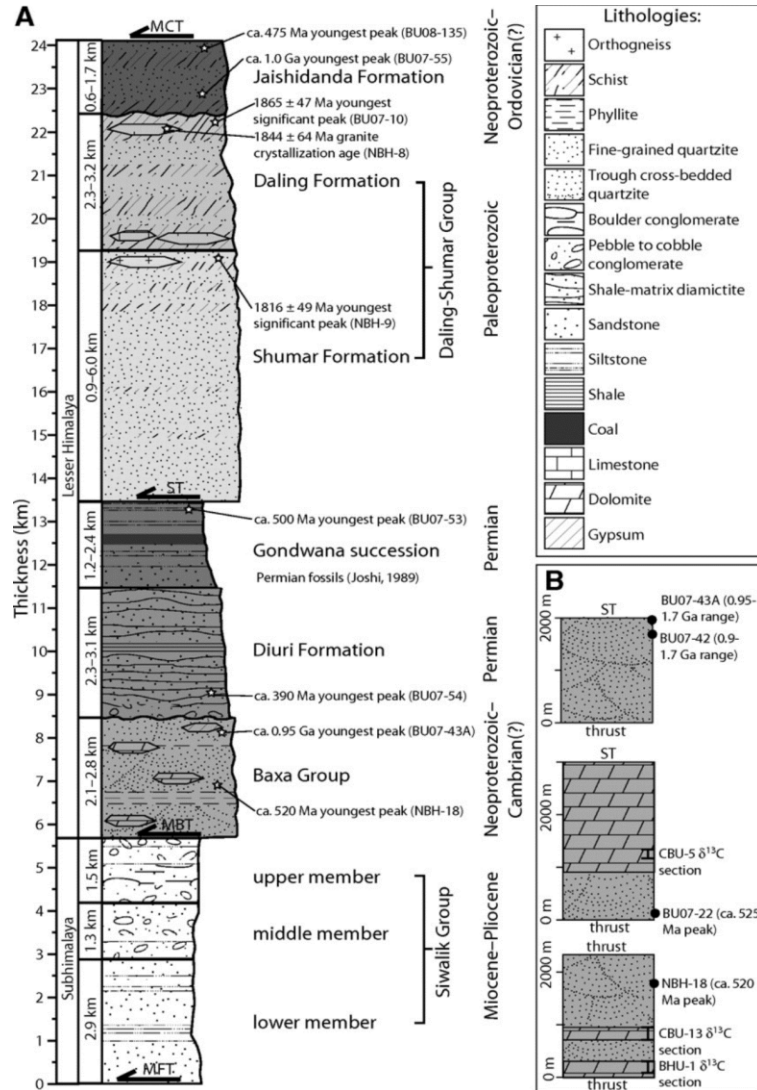 A
MCT
24
23
22
21
20
19
18
17
16
15
14
13
12
11
10
9
8
7
6
5
4
3
2
1
0
Thickness (km)
Lesser Himalaya
Subhimalaya
0.6–1.7 km
2.3–3.2 km
0.9–6.0 km
1.2–2.4 km
2.3–3.1 km
2.1–2.8 km
1.5 km
1.3 km
2.9 km
ca. 475 Ma youngest peak (BU08-135)
ca. 1.0 Ga youngest peak (BU07-55)
Jaishidanda Formation
1865 ± 47 Ma youngest
significant peak (BU07-10)
1844 ± 64 Ma granite
crystallization age (NBH-8)
Daling Formation
1816 ± 49 Ma youngest
significant peak (NBH-9)
Shumar Formation
ST
ca. 500 Ma youngest peak (BU07-53)
Gondwana succession
Permian fossils (Joshi, 1989)
Diuri Formation
ca. 390 Ma youngest peak (BU07-54)
ca. 0.95 Ga youngest peak (BU07-43A)
Baxa Group
ca. 520 Ma youngest peak (NBH-18)
MBT
upper member
middle member
lower member
MFT
Daling-Shumar Group
Siwalik Group
Neoproterozoic–
Ordovician(?)
Paleoproterozoic
Permian
Permian
Neoproterozoic–
Cambrian(?)
Miocene–Pliocene
Lithologies:
Orthogneiss
Schist
Phyllite
Fine-grained quartzite
Trough cross-bedded
quartzite
Boulder conglomerate
Pebble to cobble
conglomerate
Shale-matrix diamictite
Sandstone
Siltstone
Shale
Coal
Limestone
Dolomite
Gypsum
B
ST
2000 m
0 m
BU07-43A (0.95-
1.7 Ga range)
BU07-42 (0.9-
1.7 Ga range)
thrust
ST
2000 m
0 m
CBU-5 δ13C
section
BU07-22 (ca. 525
Ma peak)
thrust
thrust
2000 m
0 m
NBH-18 (ca. 520
Ma peak)
CBU-13 δ13C
section
BHU-1 δ13C
section
thrust